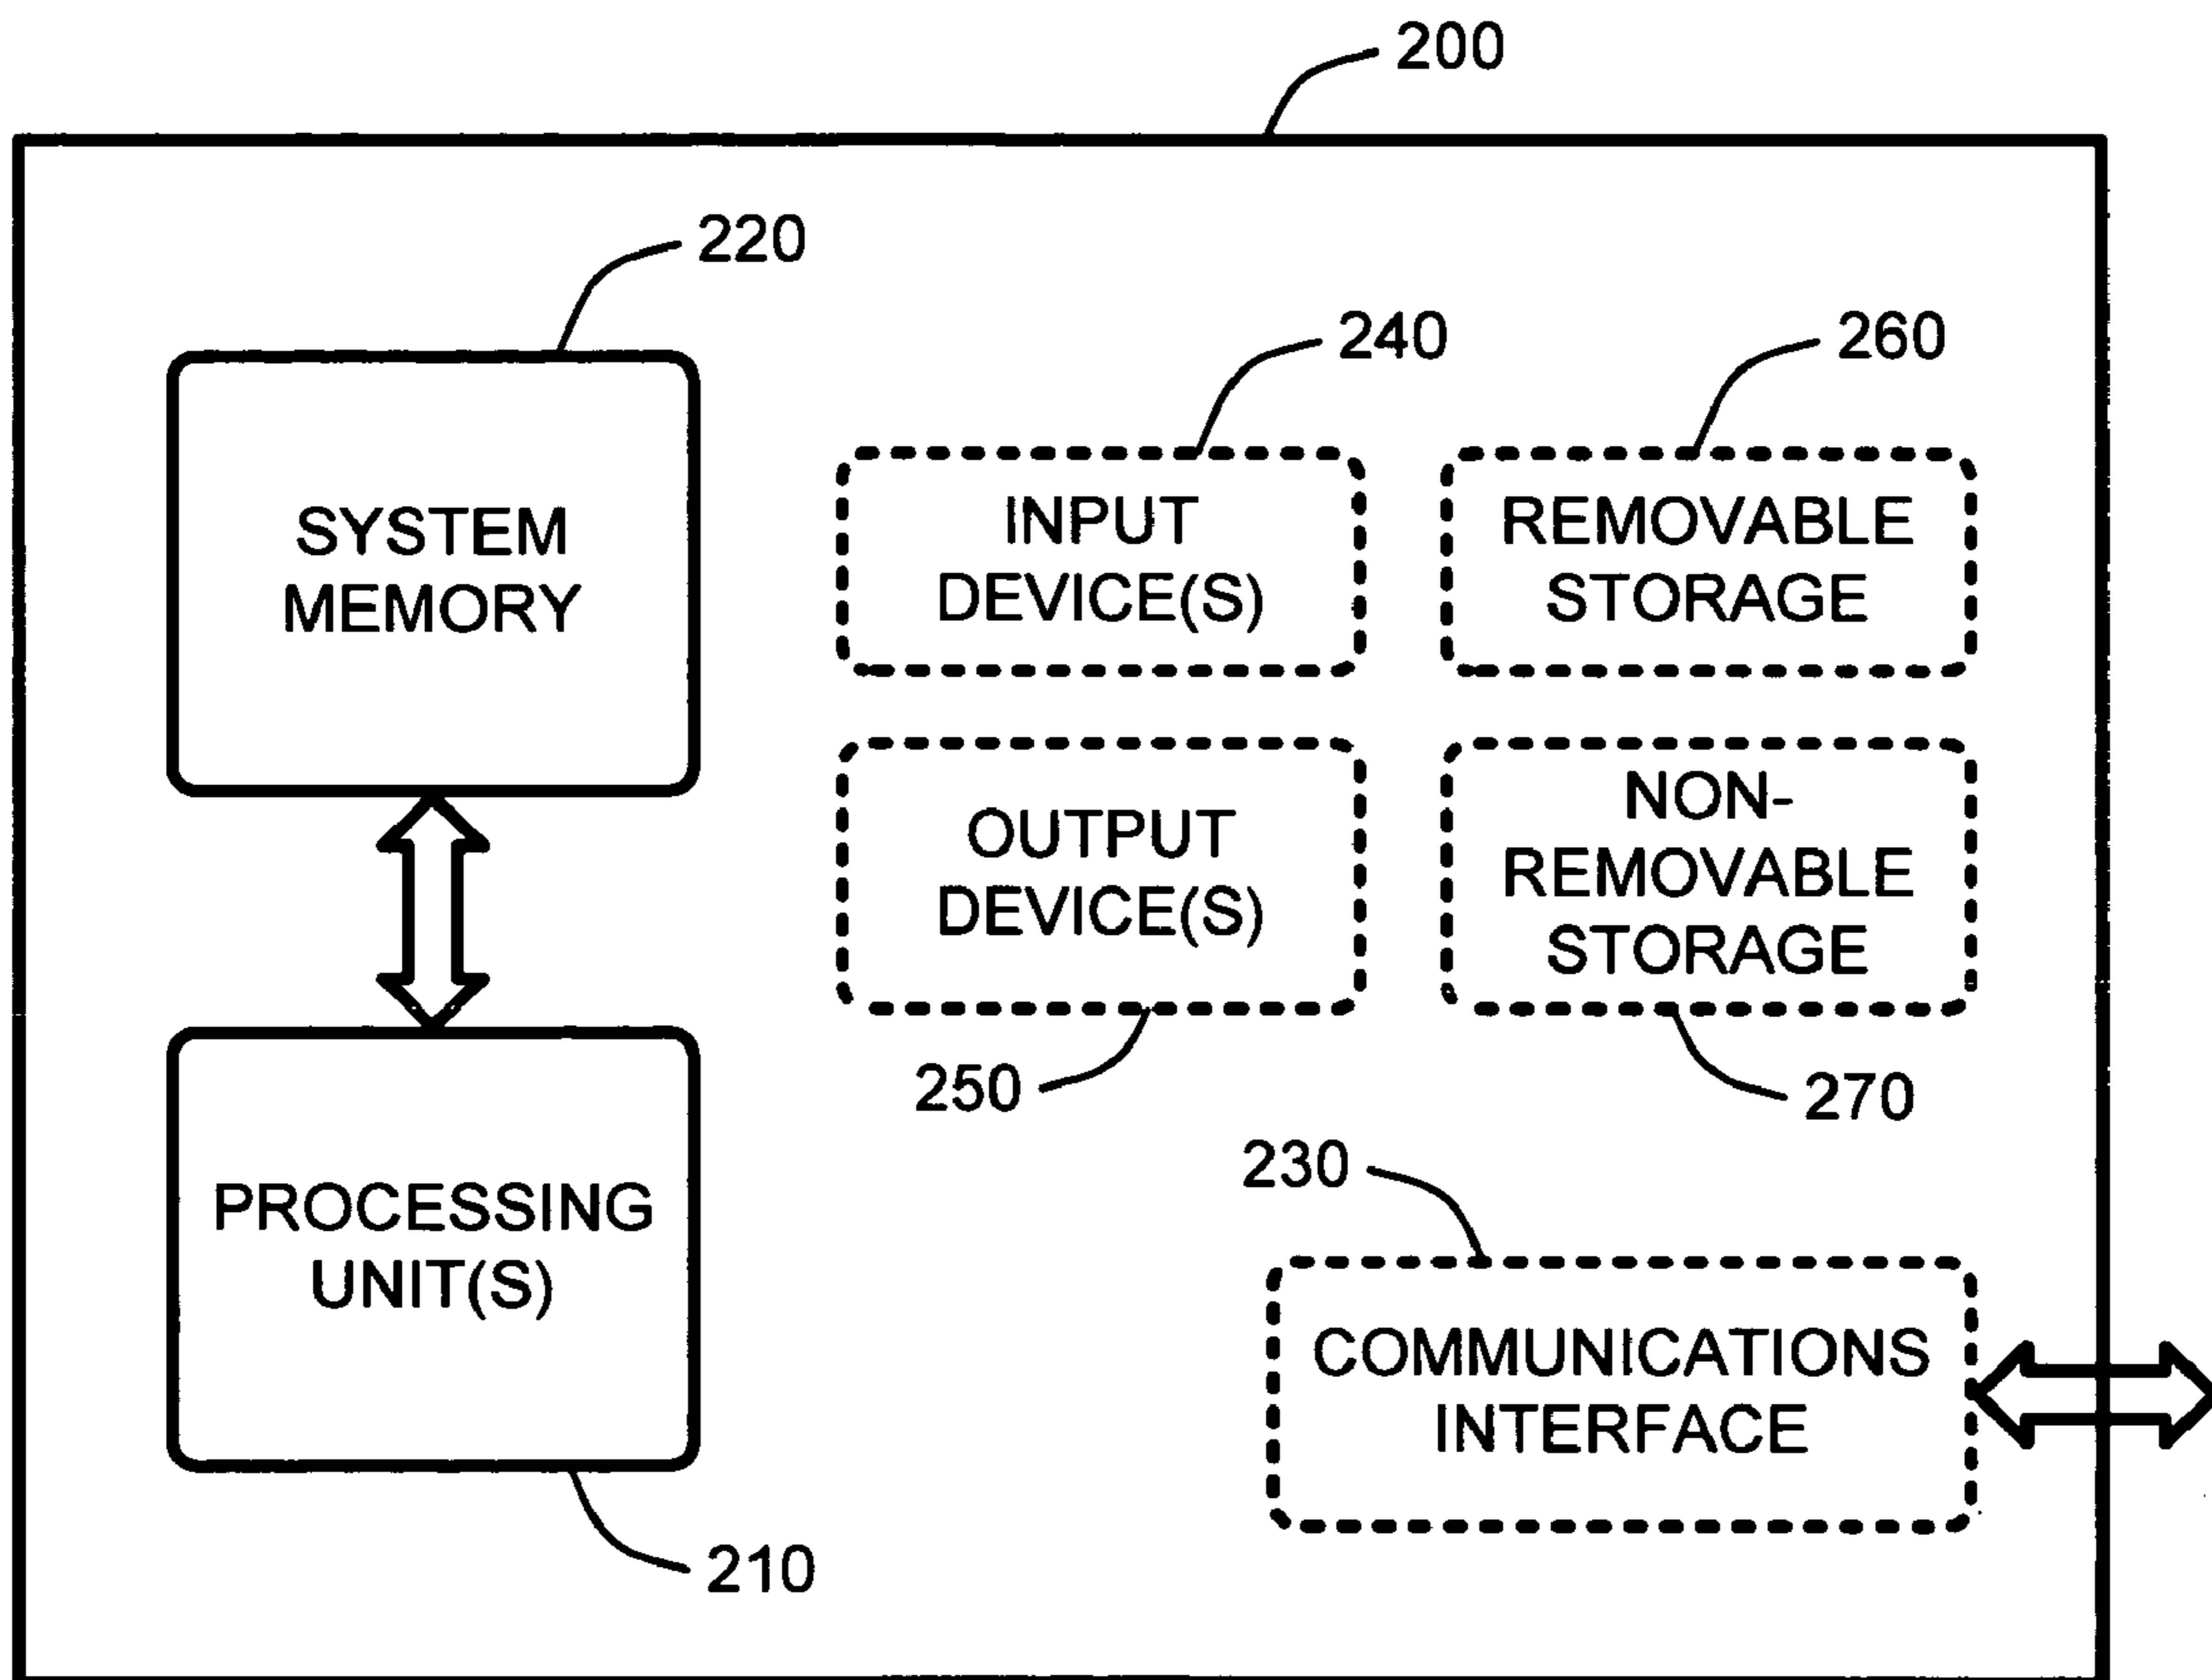 200
220
240
260
SYSTEM
MEMORY
INPUT
DEVICE(S)
REMOVABLE
STORAGE
OUTPUT
DEVICE(S)
NON-
REMOVABLE
STORAGE
250
270
230
PROCESSING
UNIT(S)
COMMUNICATIONS
INTERFACE
210